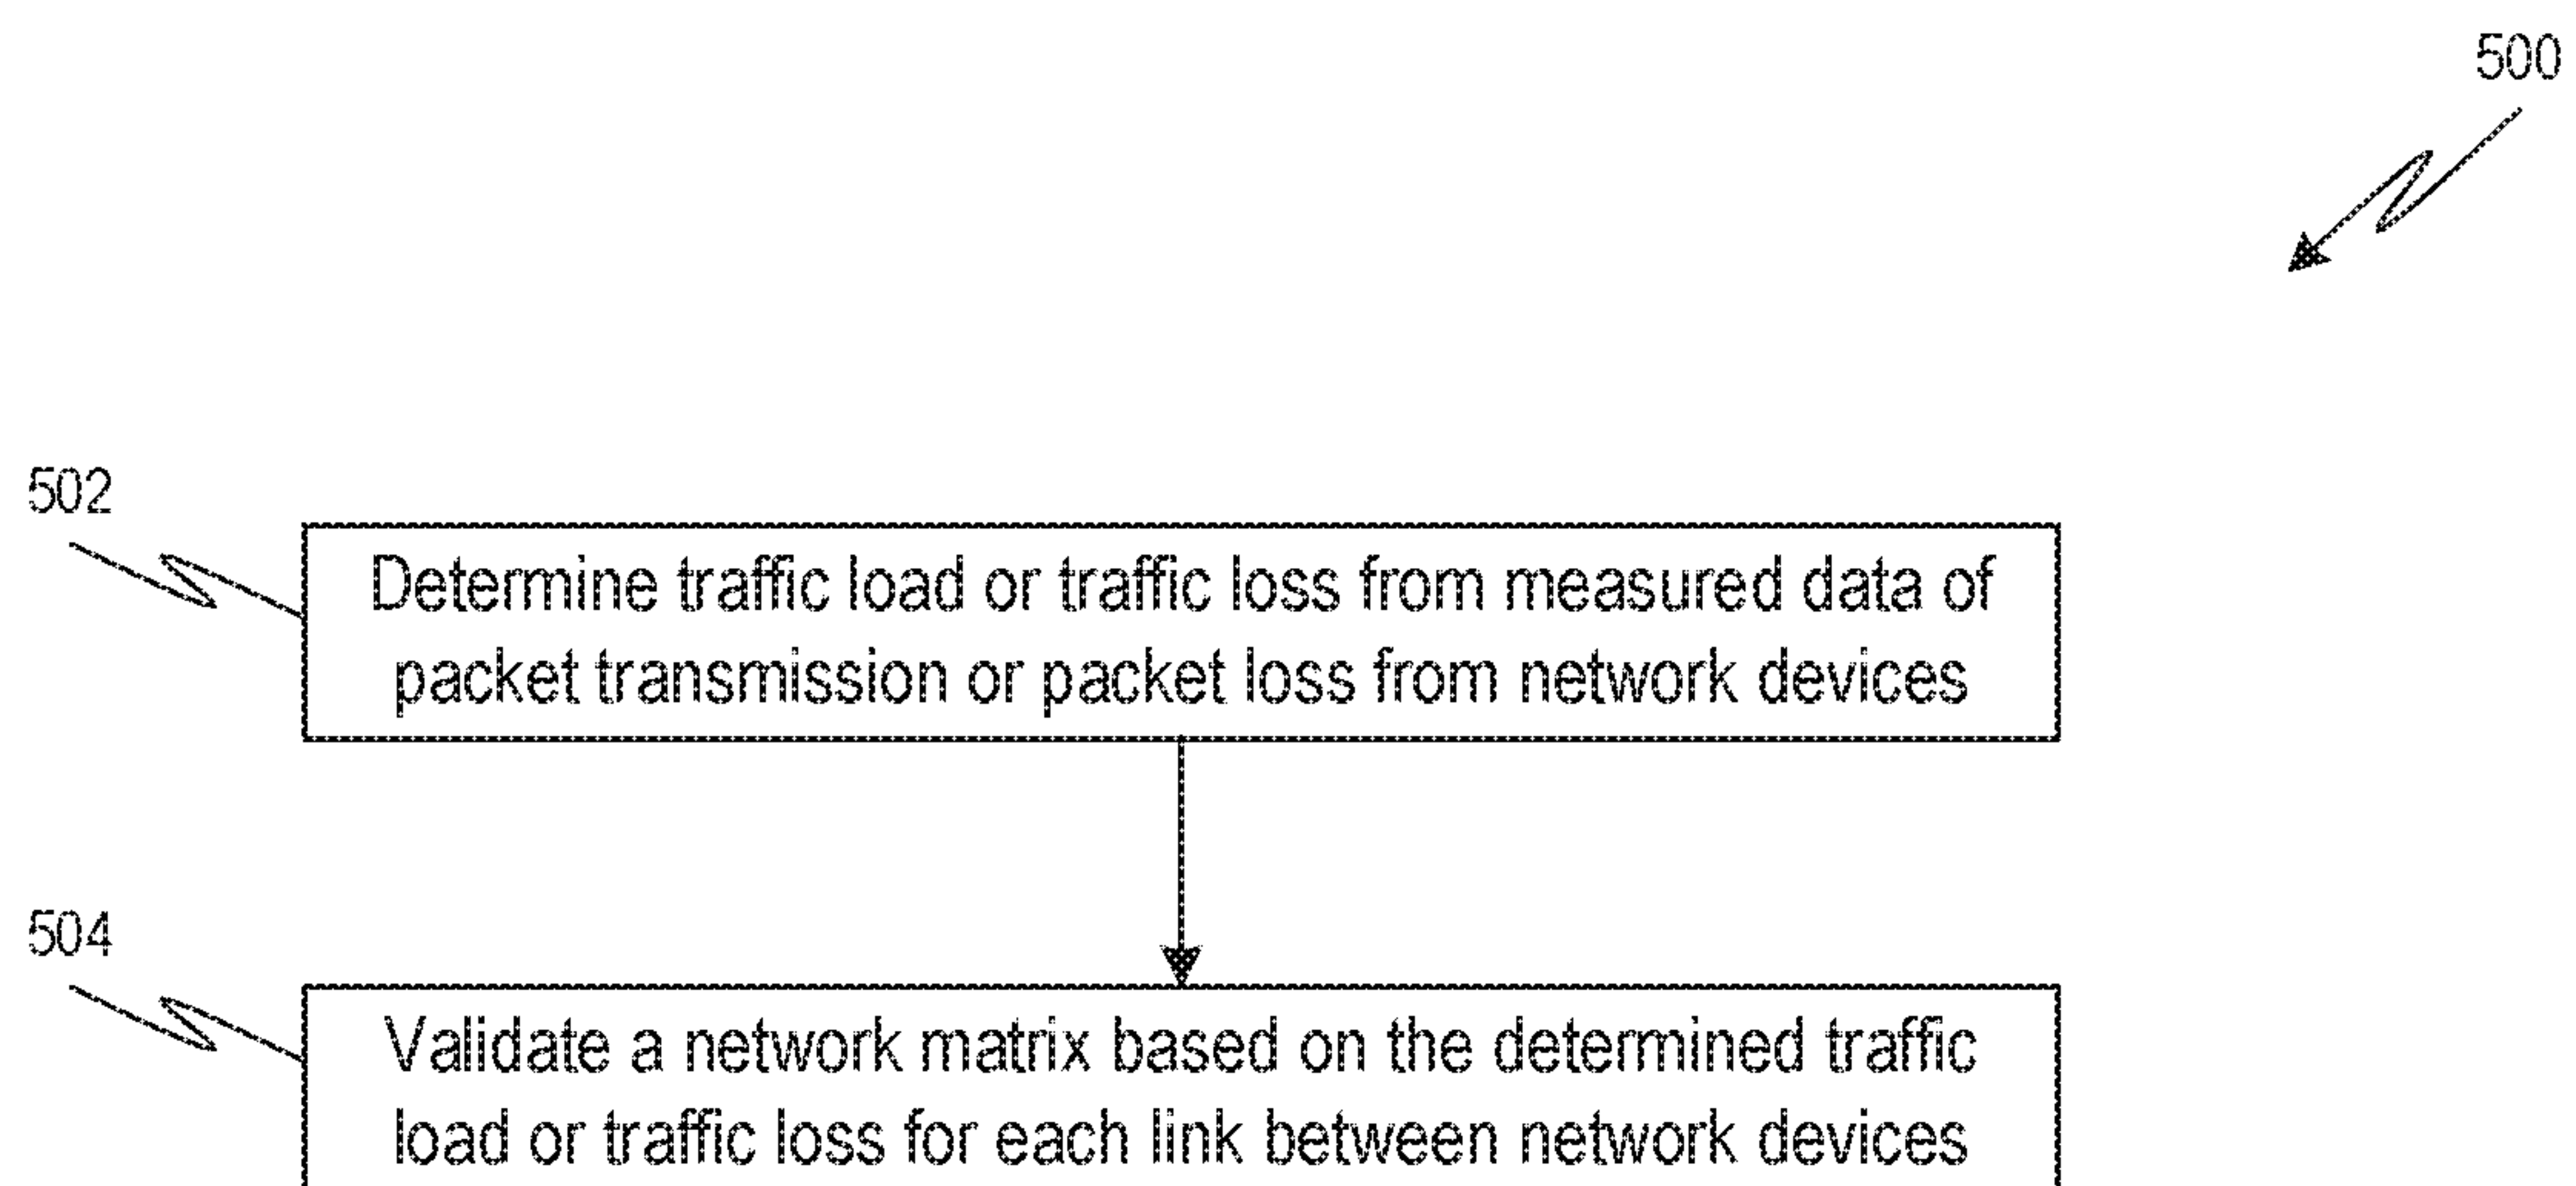 500
502
Determine traffic load or traffic loss from measured data of
packet transmission or packet loss from network devices
504
Validate a network matrix based on the determined traffic
load or traffic loss for each link between network devices